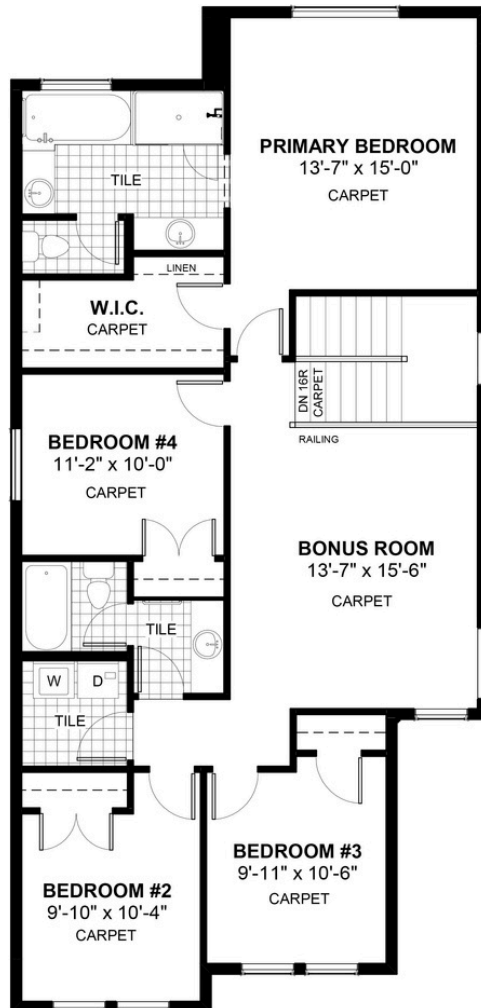 PRIMARY BEDROOM
13'-7" x 15'-0"
CARPET
TILE
LINEN
W.I.C.
CARPET
DN 16R
CARPET
RAILING
BEDROOM #4
11'-2" x 10'-0"
CARPET
BONUS ROOM
13'-7" x 15'-6"
CARPET
TILE
W
D
TILE
BEDROOM #3
9'-11" x 10'-6"
CARPET
BEDROOM #2
9'-10" x 10'-4"
CARPET